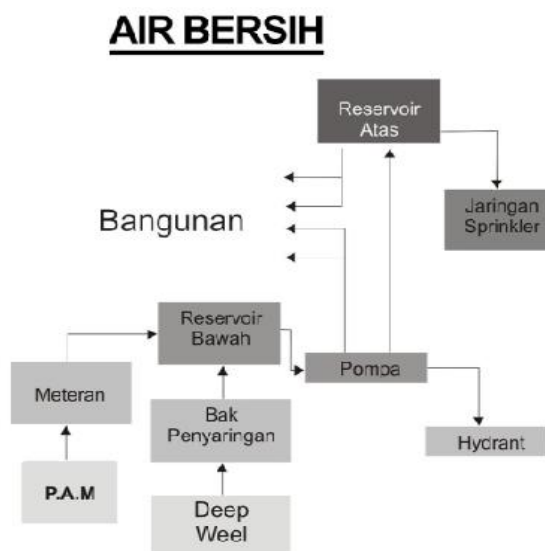 AIR BERSIH
Reservoir
Atas
Jaringan
Sprinkler
Bangunan
Reservoir
Bawah
Pompa
Meteran
Bak
Penyaringan
Hydrant
P.A.M
Deep
Weel